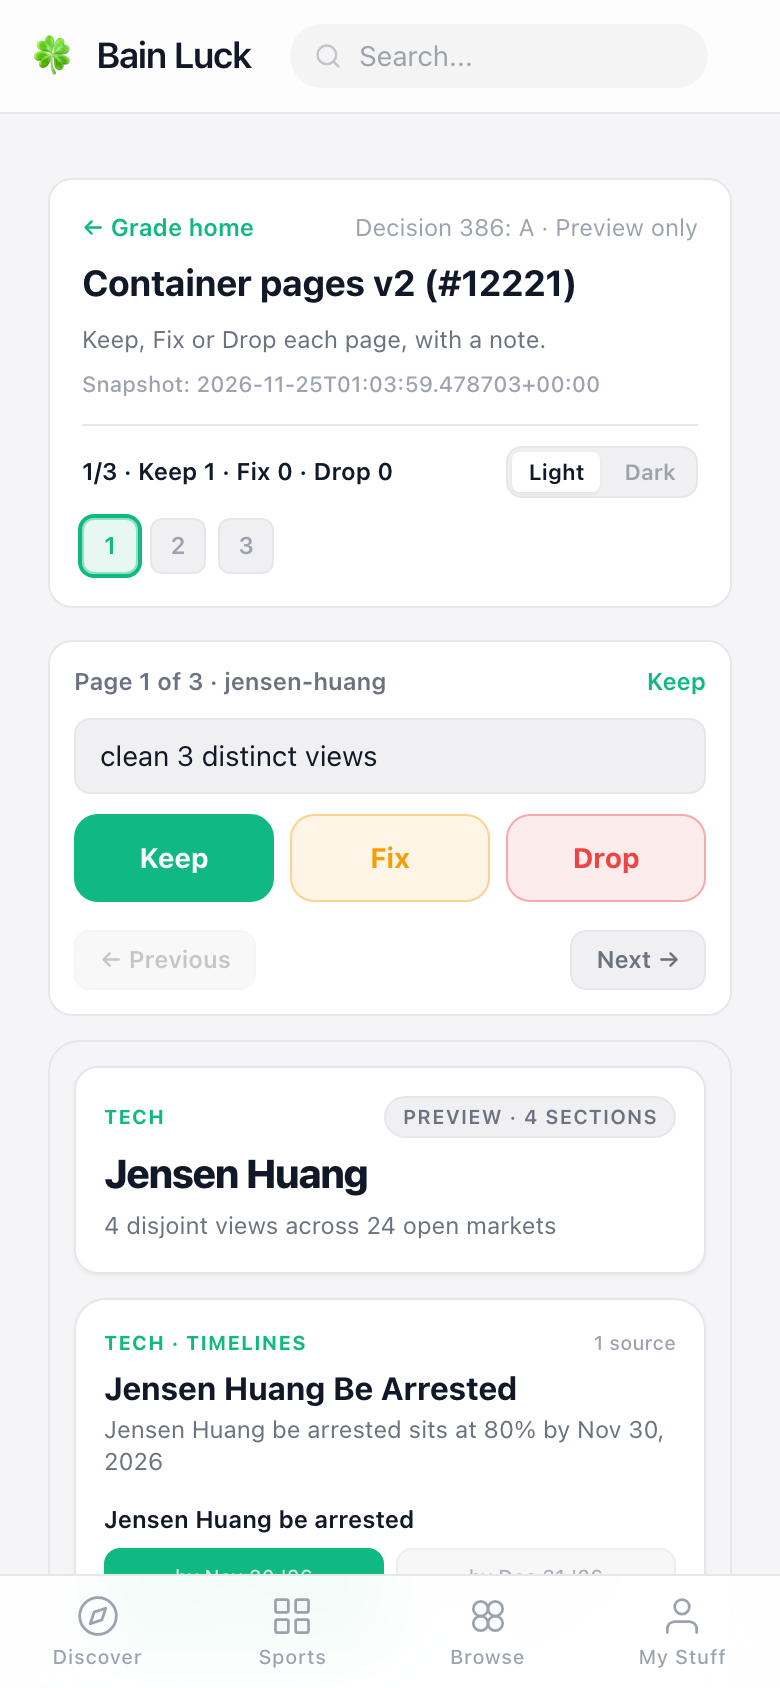 Bain Luck
Search...
← Grade home
Decision 386: A · Preview only
Container pages v2 (#12221)
Keep, Fix or Drop each page, with a note.
Snapshot: 2026-11-25T01:03:59.478703+00:00
1/3 · Keep 1 · Fix 0 · Drop 0
Light
Dark
1
2
3
Page 1 of 3 · jensen-huang
Keep
clean 3 distinct views
Keep
Fix
Drop
← Previous
Next →
TECH
PREVIEW · 4 SECTIONS
Jensen Huang
4 disjoint views across 24 open markets
TECH · TIMELINES
1 source
Jensen Huang Be Arrested
Jensen Huang be arrested sits at 80% by Nov 30,
2026
Jensen Huang be arrested
Discover
Sports
Browse
My Stuff